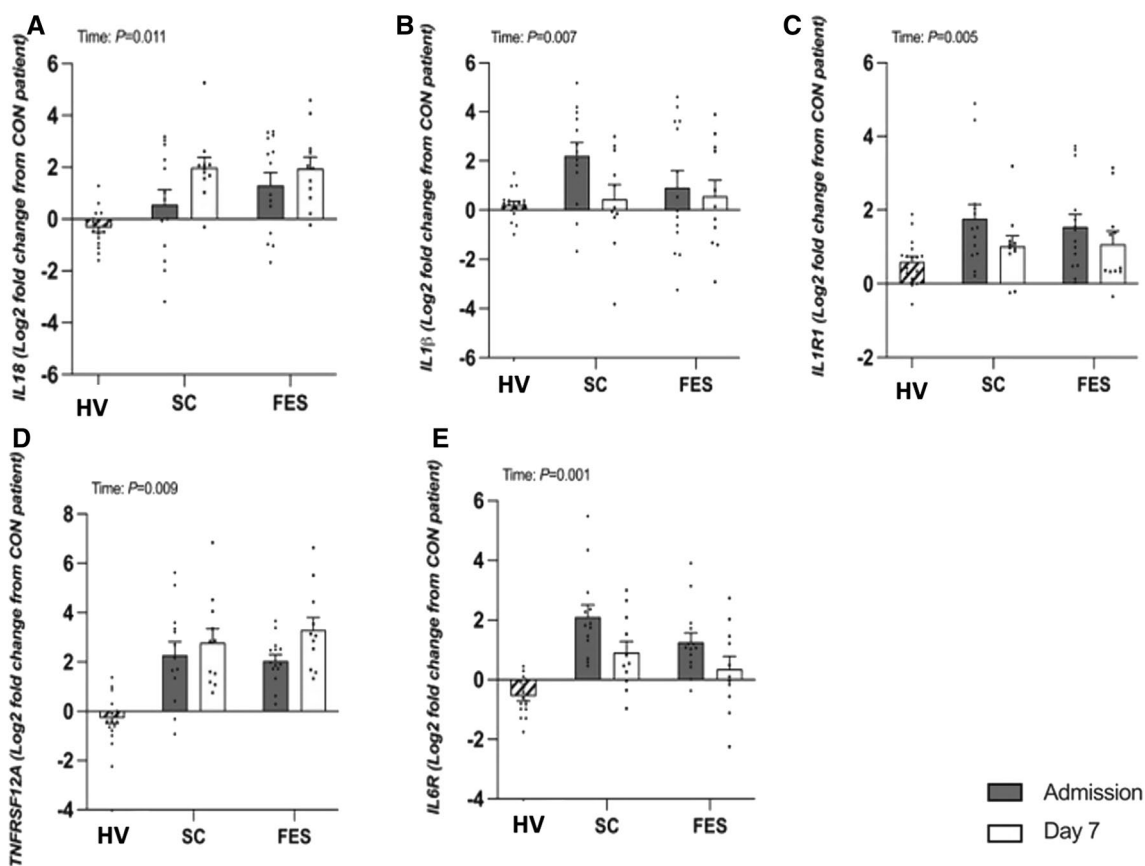 A
Time: P=0.011
IL18 (Log2 fold change from CON patient)
6
4
2
0
-2
-4
-6
HV
SC
FES
B
Time: P=0.007
IL1β (Log2 fold change from CON patient)
6
4
2
0
-2
-4
-6
HV
SC
FES
C
Time: P=0.005
IL1R1 (Log2 fold change from CON patient)
6
4
2
0
-2
HV
SC
FES
D
Time: P=0.009
TNFRSF12A (Log2 fold change from CON patient)
8
6
4
2
0
-2
-4
HV
SC
FES
E
Time: P=0.001
IL6R (Log2 fold change from CON patient)
6
4
2
0
-2
-4
HV
SC
FES
Admission
Day 7